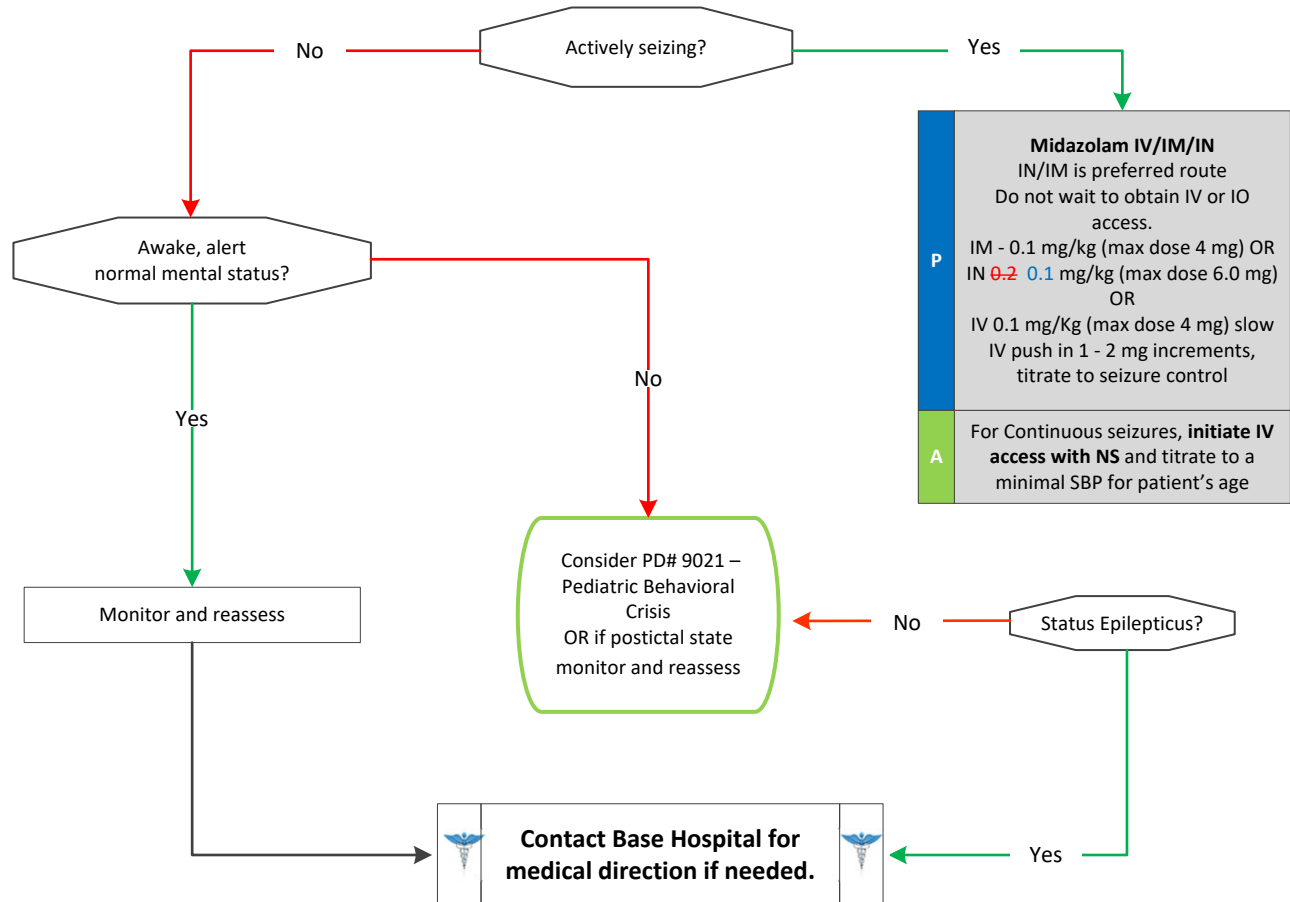 Actively seizing?
No
Yes
Midazolam IV/IM/IN
IN/IM is preferred route
Do not wait to obtain IV or IO
access.
IM - 0.1 mg/kg (max dose 4 mg) OR
IN 0.2 0.1 mg/kg (max dose 6.0 mg)
OR
IV 0.1 mg/Kg (max dose 4 mg) slow
IV push in 1 - 2 mg increments,
titrate to seizure control
P
Awake, alert
normal mental status?
No
Yes
A
For Continuous seizures, initiate IV
access with NS and titrate to a
minimal SBP for patient’s age
Consider PD# 9021 –
Pediatric Behavioral
Crisis
OR if postictal state
monitor and reassess
Monitor and reassess
No
Status Epilepticus?
Contact Base Hospital for
medical direction if needed.
Yes